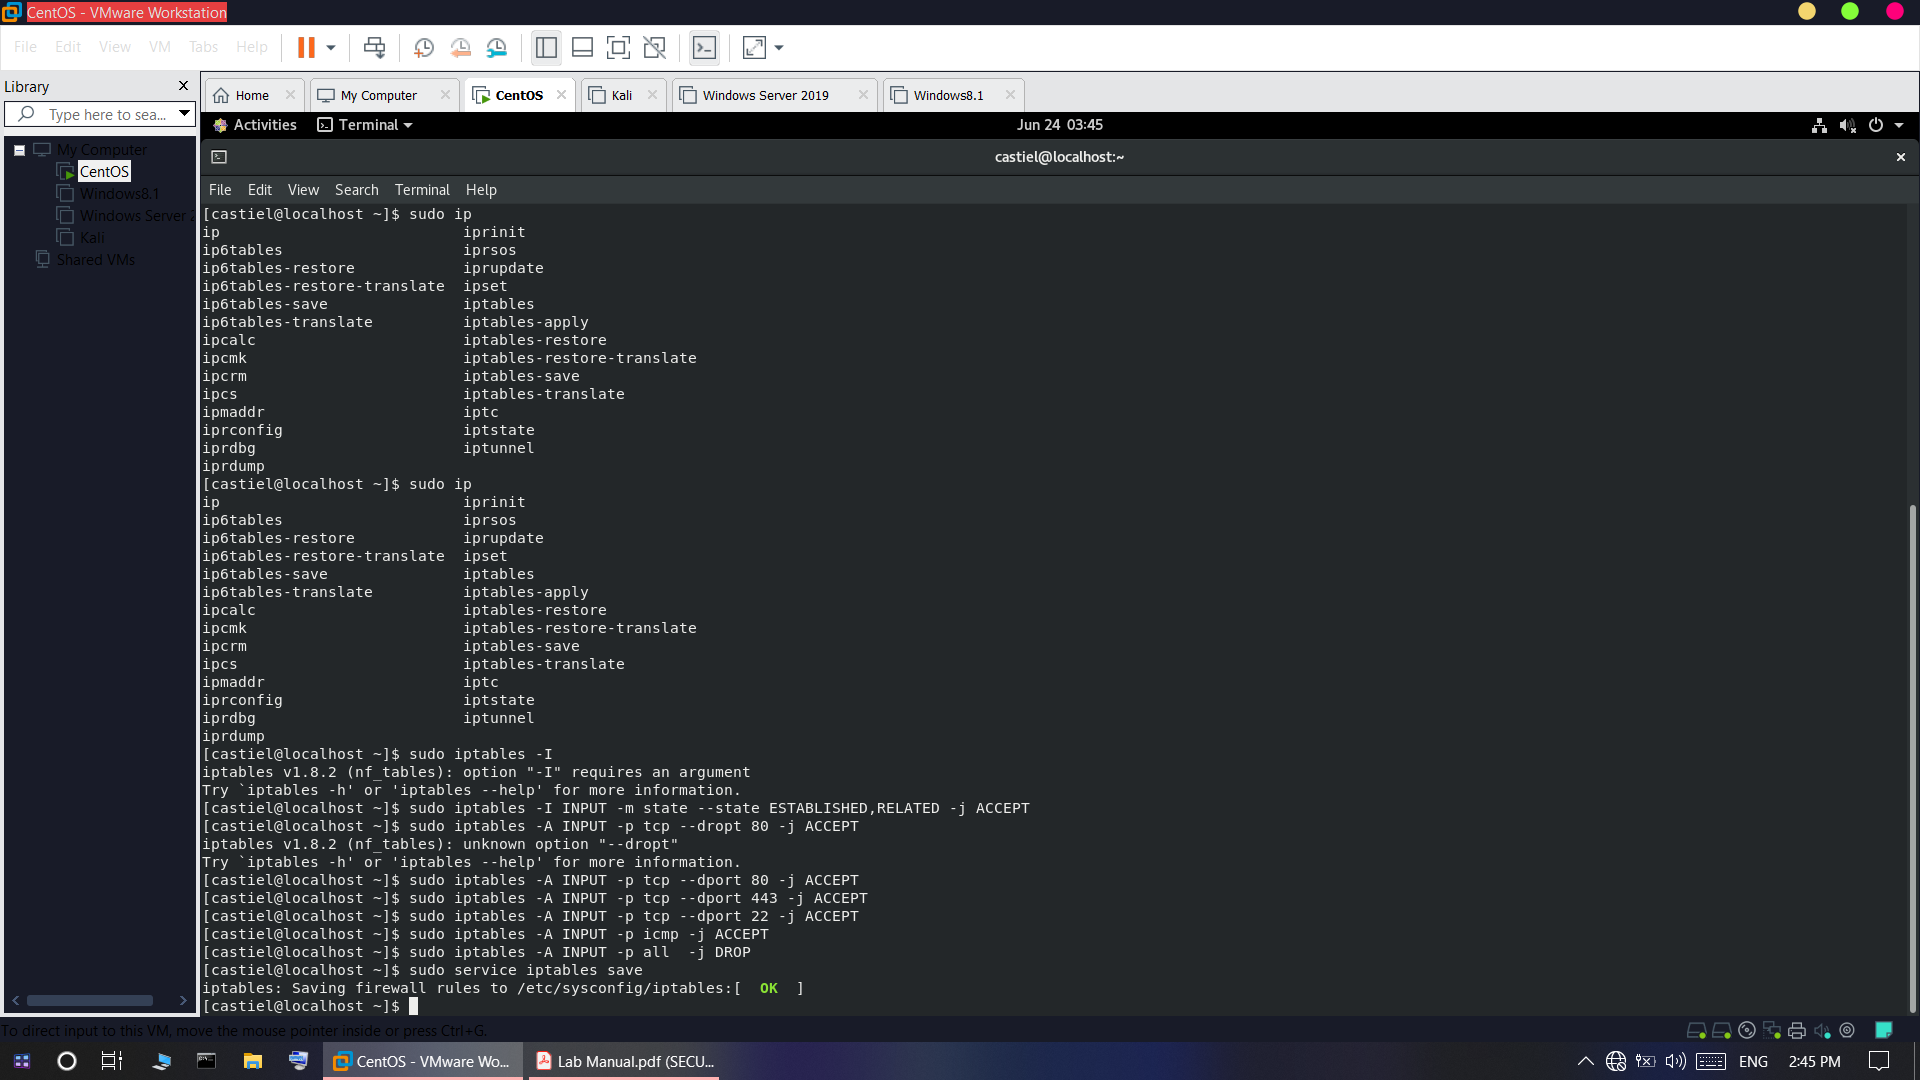 CentOS - VMware Workstation
File Edit View VM Tabs Help
Library
Type here to sea...
My Computer
CentOS
Windows8.1
Windows Server 2
Kali
Shared VMs
Home My Computer CentOS Kali Windows Server 2019 Windows8.1
Activities Terminal Jun 24 03:45
castiel@localhost:~
File Edit View Search Terminal Help
[castiel@localhost ~]$ sudo ip
ip iprinit
ip6tables iprsos
ip6tables-restore iprupdate
ip6tables-restore-translate ipset
ip6tables-save iptables
ip6tables-translate iptables-apply
ipcalc iptables-restore
ipcmk iptables-restore-translate
ipcrm iptables-save
ipcs iptables-translate
ipmaddr iptc
iprconfig iptstate
iprdbg iptunnel
iprdump
[castiel@localhost ~]$ sudo ip
ip iprinit
ip6tables iprsos
ip6tables-restore iprupdate
ip6tables-restore-translate ipset
ip6tables-save iptables
ip6tables-translate iptables-apply
ipcalc iptables-restore
ipcmk iptables-restore-translate
ipcrm iptables-save
ipcs iptables-translate
ipmaddr iptc
iprconfig iptstate
iprdbg iptunnel
iprdump
[castiel@localhost ~]$ sudo iptables -I
iptables v1.8.2 (nf_tables): option "-I" requires an argument
Try `iptables -h' or 'iptables --help' for more information.
[castiel@localhost ~]$ sudo iptables -I INPUT -m state --state ESTABLISHED,RELATED -j ACCEPT
[castiel@localhost ~]$ sudo iptables -A INPUT -p tcp --dropt 80 -j ACCEPT
iptables v1.8.2 (nf_tables): unknown option "--dropt"
Try `iptables -h' or 'iptables --help' for more information.
[castiel@localhost ~]$ sudo iptables -A INPUT -p tcp --dport 80 -j ACCEPT
[castiel@localhost ~]$ sudo iptables -A INPUT -p tcp --dport 443 -j ACCEPT
[castiel@localhost ~]$ sudo iptables -A INPUT -p tcp --dport 22 -j ACCEPT
[castiel@localhost ~]$ sudo iptables -A INPUT -p icmp -j ACCEPT
[castiel@localhost ~]$ sudo iptables -A INPUT -p all  -j DROP
[castiel@localhost ~]$ sudo service iptables save
iptables: Saving firewall rules to /etc/sysconfig/iptables:[  OK  ]
[castiel@localhost ~]$
To direct input to this VM, move the mouse pointer inside or press Ctrl+G.
CentOS - VMware Wo... Lab Manual.pdf (SECU... ENG 2:45 PM